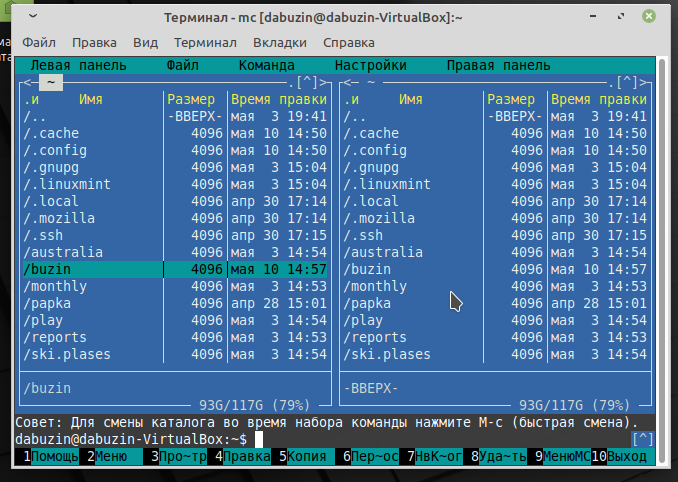 Терминал - mc [dabuzin@dabuzin-VirtualBox]:~
Файл Правка Вид Терминал Вкладки Справка
Левая панель Файл Команда Настройки Правая панель
<─ ~ ──.[^]> <─ ~ ──.[^]>
.и Имя Размер Время правки .и Имя Размер Время правки
/.. -ВВЕРХ- мая 3 19:41 /.. -ВВЕРХ- мая 3 19:41
/.cache 4096 мая 10 14:50 /.cache 4096 мая 10 14:50
/.config 4096 мая 10 14:50 /.config 4096 мая 10 14:50
/.gnupg 4096 мая 3 15:04 /.gnupg 4096 мая 3 15:04
/.linuxmint 4096 мая 3 15:04 /.linuxmint 4096 мая 3 15:04
/.local 4096 апр 30 17:14 /.local 4096 апр 30 17:14
/.mozilla 4096 апр 30 17:14 /.mozilla 4096 апр 30 17:14
/.ssh 4096 апр 30 17:15 /.ssh 4096 апр 30 17:15
/australia 4096 мая 3 14:54 /australia 4096 мая 3 14:54
/buzin 4096 мая 10 14:57 /buzin 4096 мая 10 14:57
/monthly 4096 мая 3 14:53 /monthly 4096 мая 3 14:53
/papka 4096 апр 28 15:01 /papka 4096 апр 28 15:01
/play 4096 мая 3 14:54 /play 4096 мая 3 14:54
/reports 4096 мая 3 14:53 /reports 4096 мая 3 14:53
/ski.plases 4096 мая 3 14:54 /ski.plases 4096 мая 3 14:54
/buzin -ВВЕРХ-
93G/117G (79%) 93G/117G (79%)
Совет: Для смены каталога во время набора команды нажмите M-c (быстрая смена).
dabuzin@dabuzin-VirtualBox:~$ [^]
1Помощь 2Меню 3Про~тр 4Правка 5Копия 6Пер~ос 7НвК~ог 8Уда~ть 9МенюMC 10Выход